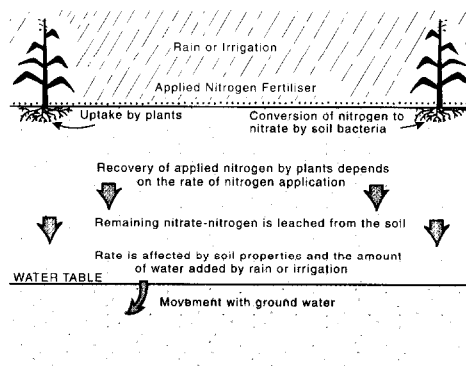 Rain or Irrigation
Applied Nitrogen Fertiliser
Uptake by plants
Conversion of nitrogen to
nitrate by soil bacteria
Recovery of applied nitrogen by plants depends
on the rate of nitrogen application
Remaining nitrate-nitrogen is leached from the soil
Rate is affected by soil properties and the amount
of water added by rain or irrigation
WATER TABLE
Movement with ground water